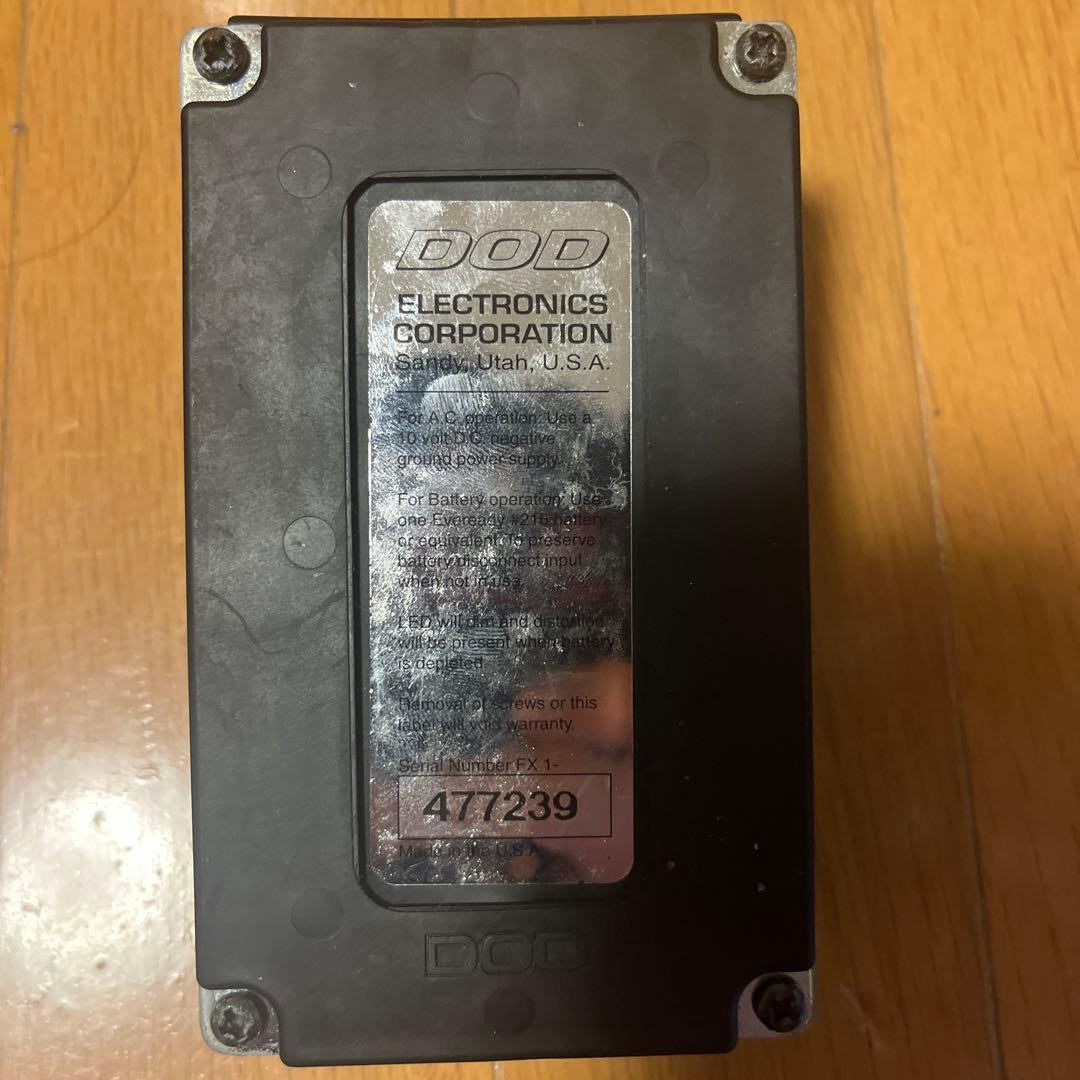 DOD
ELECTRONICS
CORPORATION
Sandy, Utah, U.S.A.
For A.C. operation: Use a
10 volt D.C. negative
ground power supply.
For Battery operation: Use
one Eveready #216 battery
or equivalent. To preserve
battery disconnect input
when not in use.
LED will dim and distortion
will be present when battery
is depleted.
Removal of screws or this
label will void warranty.
Serial Number FX 1-
477239
Made in the U.S.A.
DOD